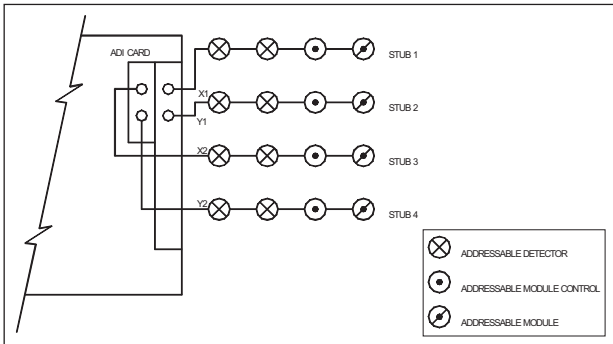 ADI CARD
STUB 1
X1
STUB 2
Y1
X2
STUB 3
Y2
STUB 4
ADDRESSABLE DETECTOR
ADDRESSABLE MODULE CONTROL
ADDRESSABLE MODULE